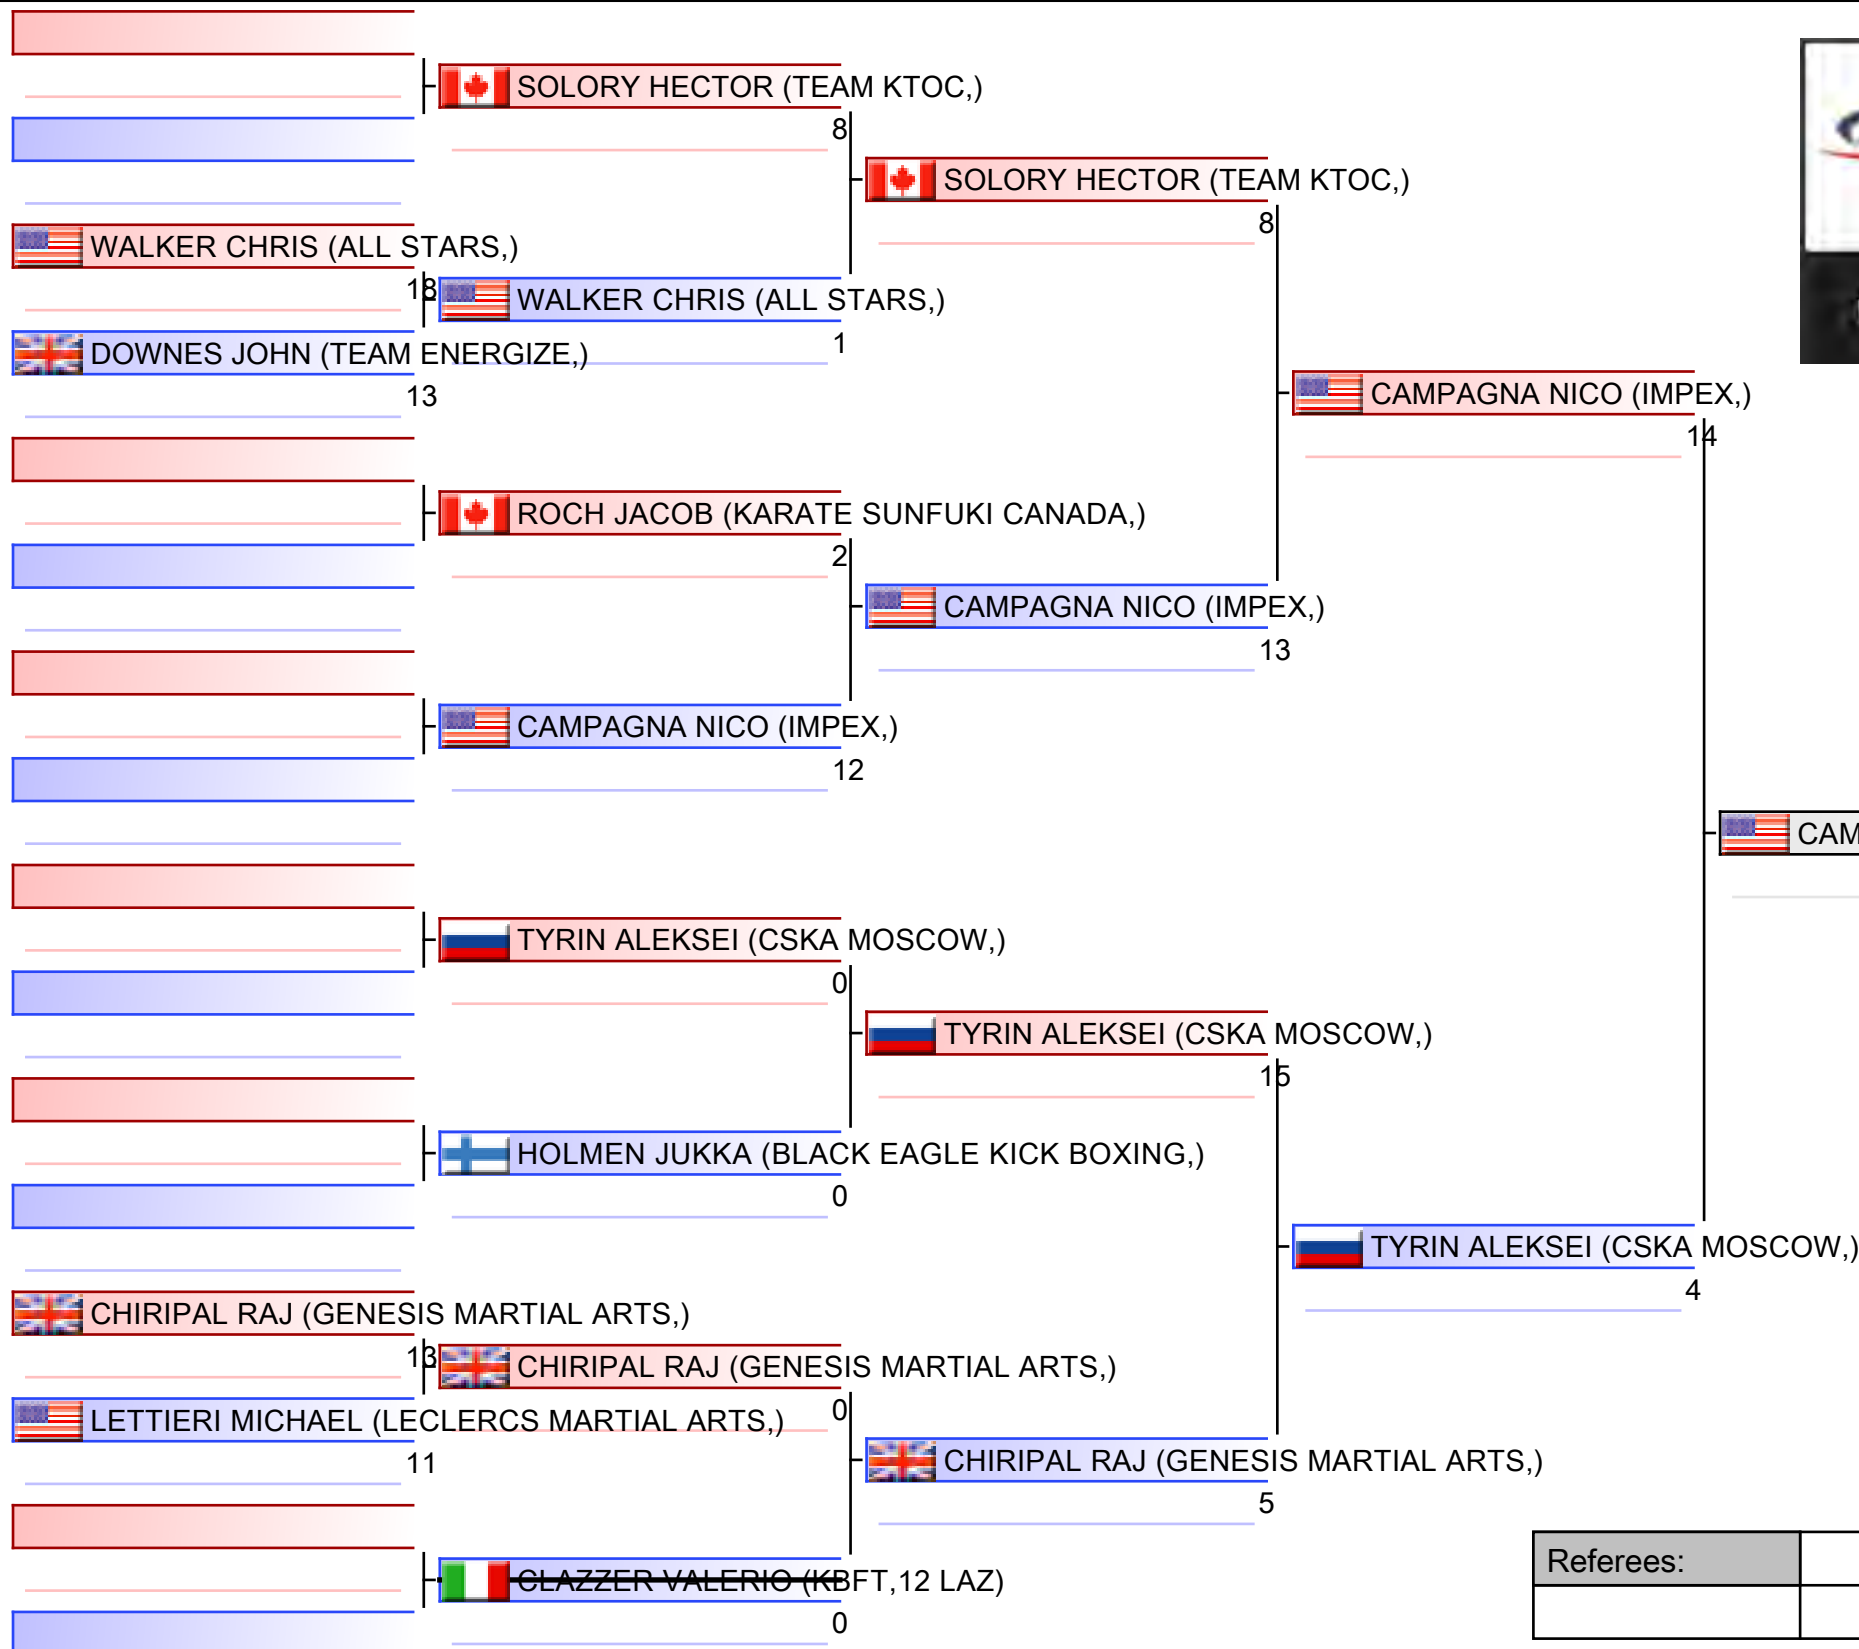 SOLORY HECTOR (TEAM KTOC,)
8
SOLORY HECTOR (TEAM KTOC,)
8
WALKER CHRIS (ALL STARS,)
18
WALKER CHRIS (ALL STARS,)
1
DOWNES JOHN (TEAM ENERGIZE,)
13
CAMPAGNA NICO (IMPEX,)
14
ROCH JACOB (KARATE SUNFUKI CANADA,)
2
CAMPAGNA NICO (IMPEX,)
13
CAMPAGNA NICO (IMPEX,)
12
CAM
TYRIN ALEKSEI (CSKA MOSCOW,)
0
TYRIN ALEKSEI (CSKA MOSCOW,)
15
HOLMEN JUKKA (BLACK EAGLE KICK BOXING,)
0
TYRIN ALEKSEI (CSKA MOSCOW,)
4
CHIRIPAL RAJ (GENESIS MARTIAL ARTS,)
13
CHIRIPAL RAJ (GENESIS MARTIAL ARTS,)
0
LETTIERI MICHAEL (LECLERCS MARTIAL ARTS,)
11
CHIRIPAL RAJ (GENESIS MARTIAL ARTS,)
5
CLAZZER VALERIO (KBFT,12 LAZ)
0
Referees: